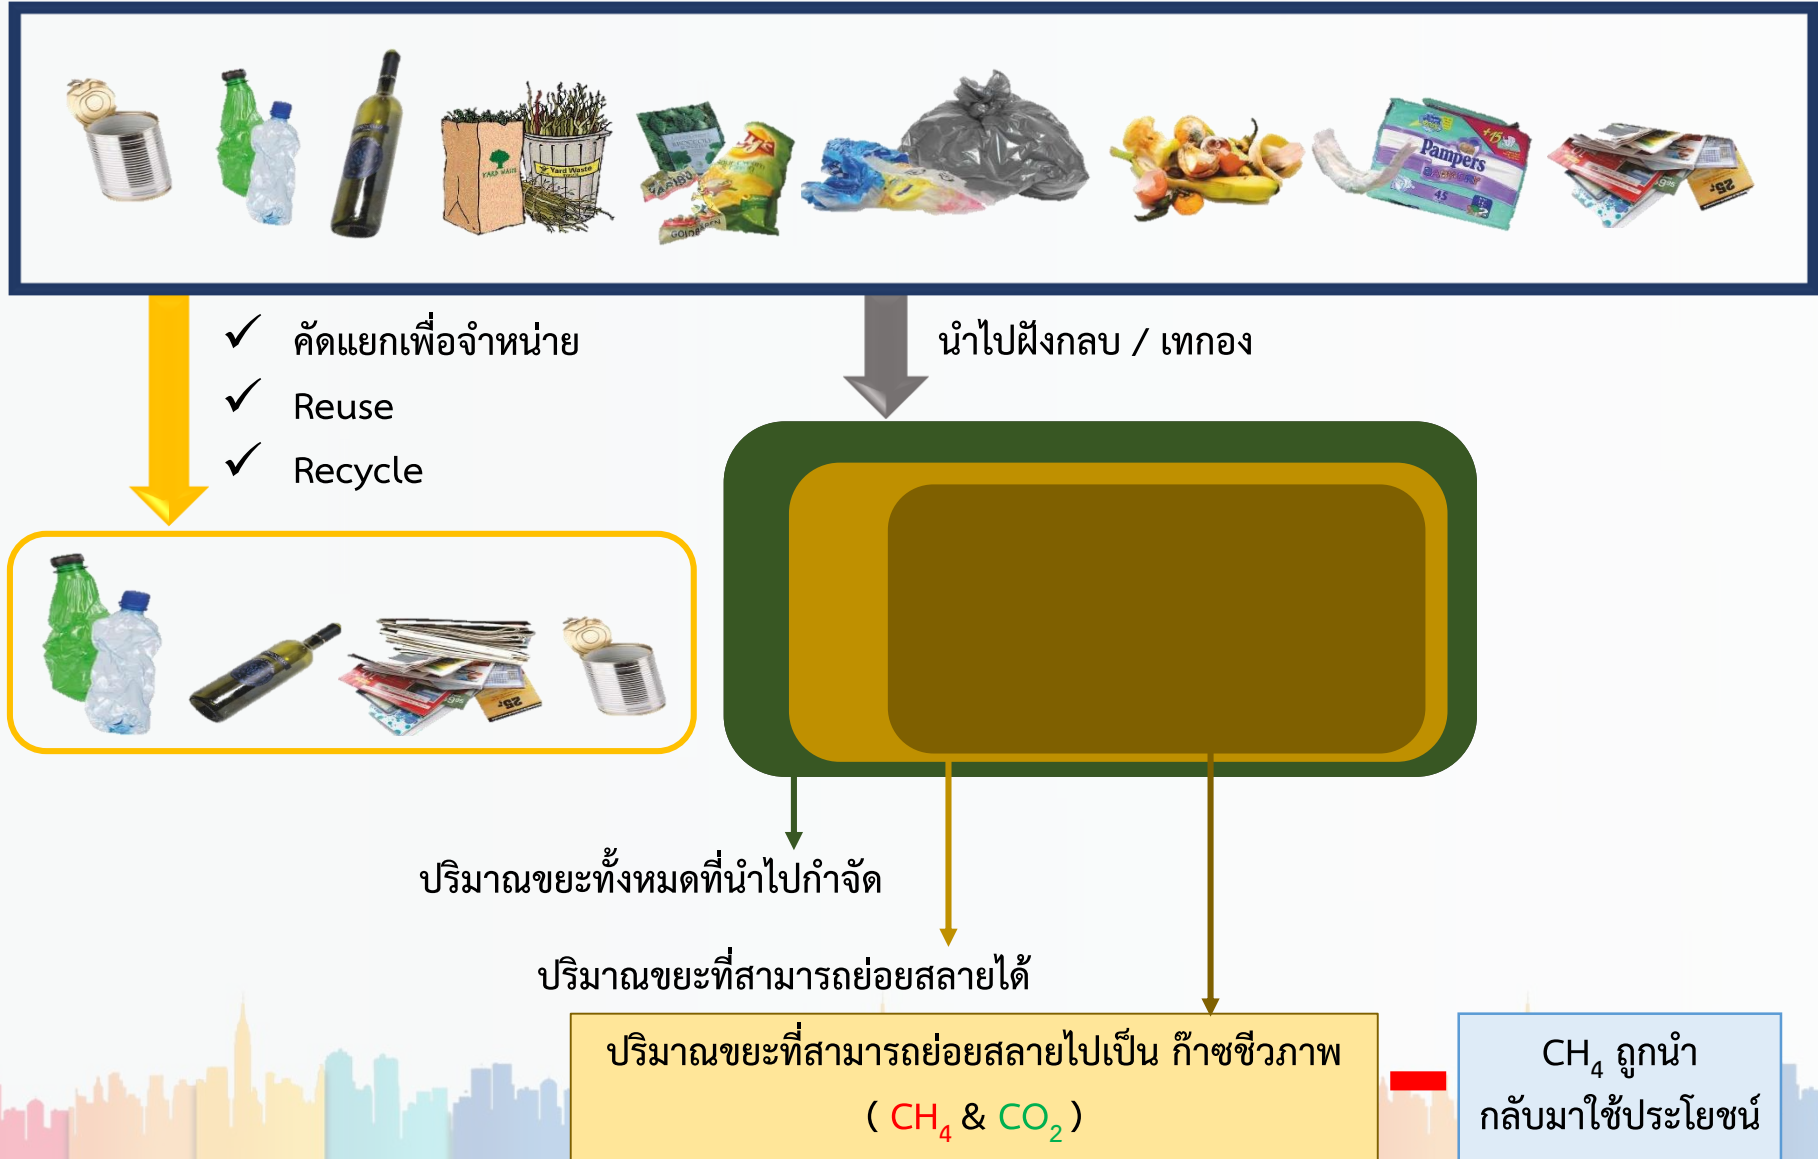 YARD WASTE
Yard Waste
Pampers
45
คัดแยกเพื่อจำหน่าย
Reuse
Recycle
นำไปฝังกลบ / เทกอง
ปริมาณขยะทั้งหมดที่นำไปกำจัด
ปริมาณขยะที่สามารถย่อยสลายได้
ปริมาณขยะที่สามารถย่อยสลายไปเป็น ก๊าซชีวภาพ
( CH₄ & CO₂ )
CH₄ ถูกนำ
กลับมาใช้ประโยชน์